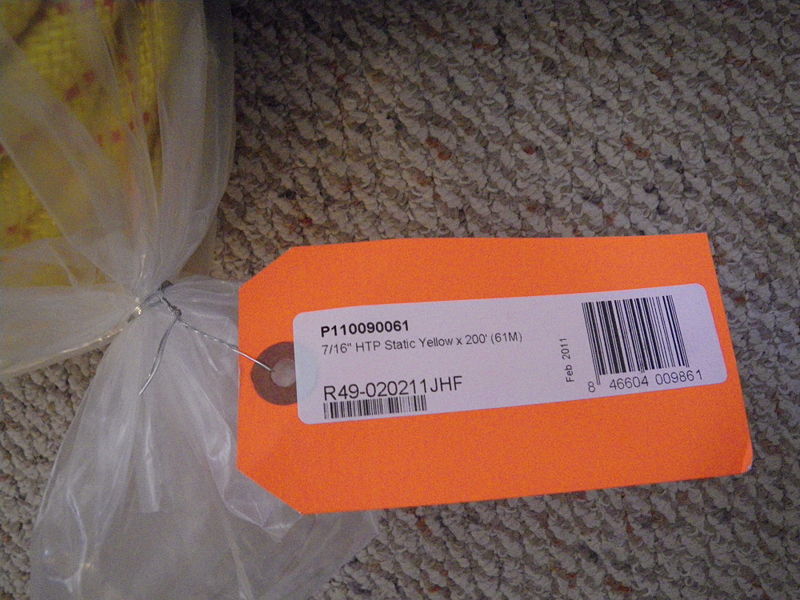 P110090061
7/16" HTP Static Yellow x 200' (61M)
R49-020211JHF
Feb 2011
8 46604 009861